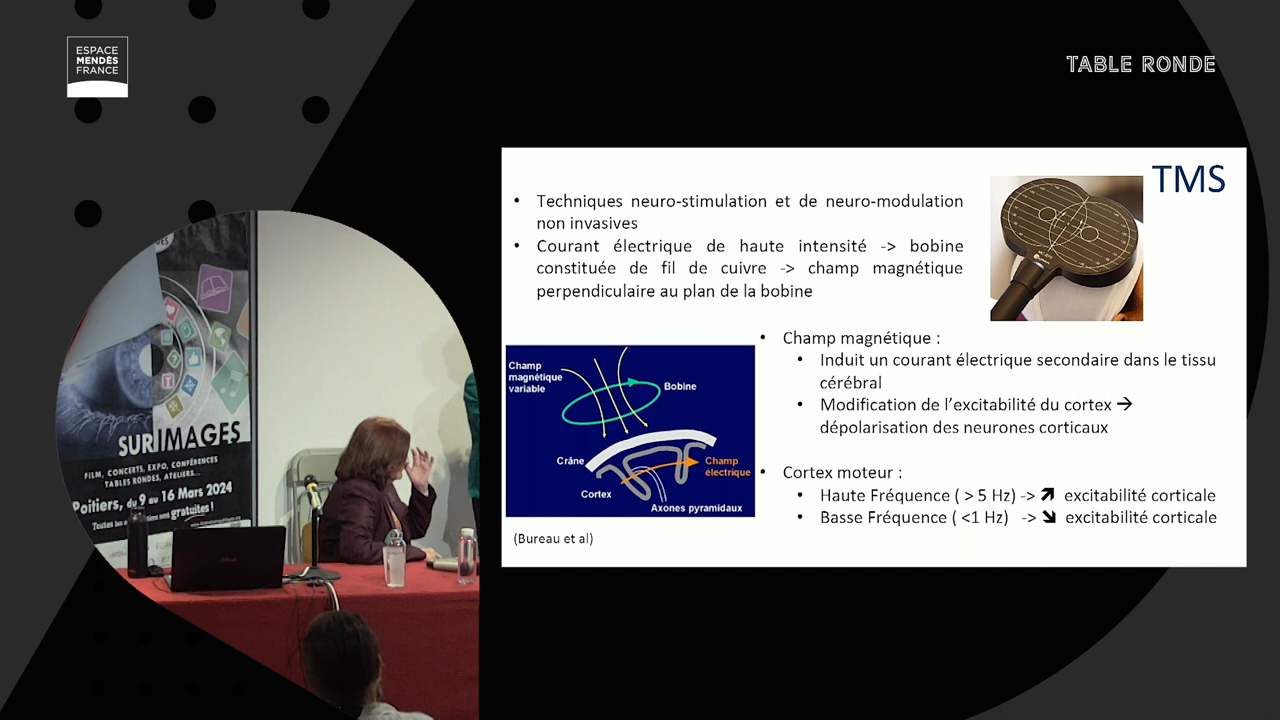 ESPACE
MENDÈS
FRANCE
TABLE RONDE
TMS
• Techniques neuro-stimulation et de neuro-modulation
non invasives
• Courant électrique de haute intensité -> bobine
constituée de fil de cuivre -> champ magnétique
perpendiculaire au plan de la bobine
• Champ magnétique :
• Induit un courant électrique secondaire dans le tissu
cérébral
• Modification de l'excitabilité du cortex →
dépolarisation des neurones corticaux
• Cortex moteur :
• Haute Fréquence ( > 5 Hz) -> ↗ excitabilité corticale
• Basse Fréquence ( <1 Hz) -> ↘ excitabilité corticale
Champ
magnétique
variable
Bobine
Crâne
Champ
électrique
Cortex
Axones pyramidaux
(Bureau et al)
SURIMAGES
FILM, CONCERTS, EXPO, CONFÉRENCES
TABLES RONDES, ATELIERS...
Poitiers, du 9 au 16 Mars 2024
Toutes les animations sont gratuites !